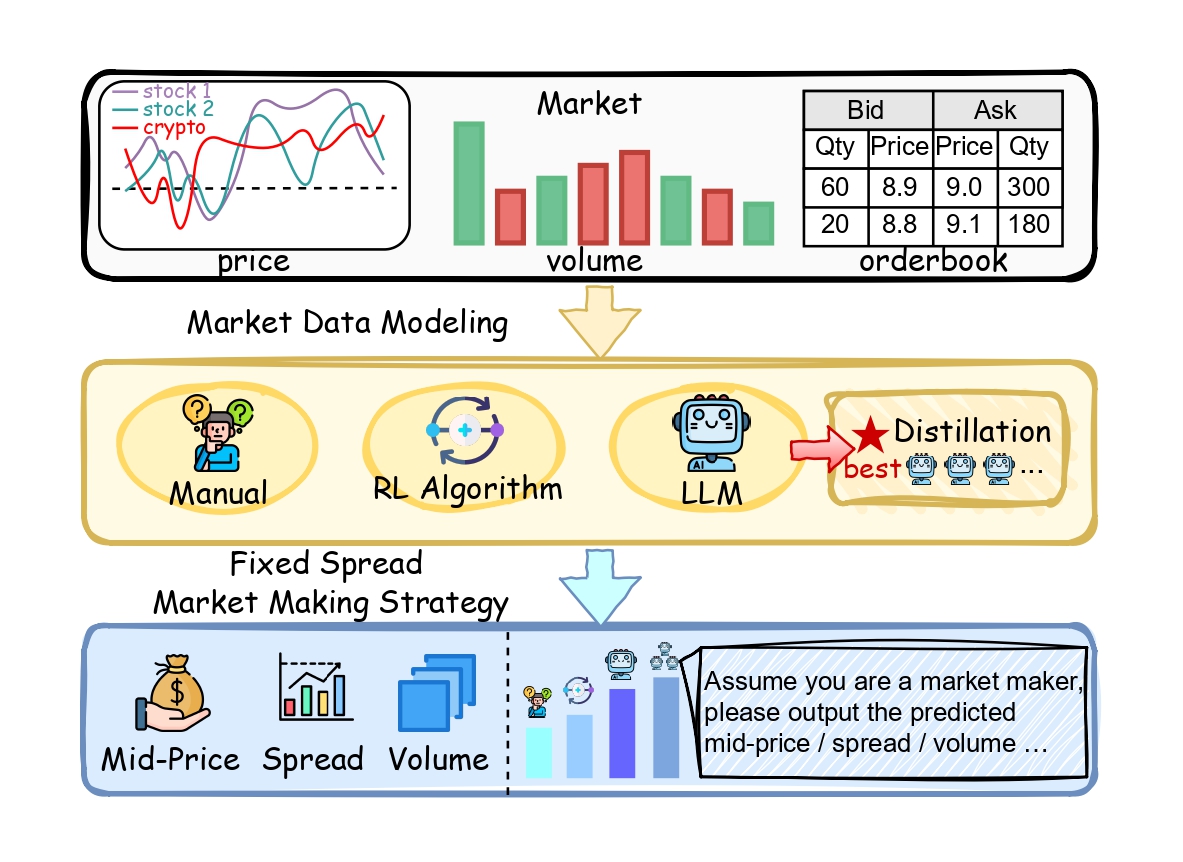 stock 1
stock 2
crypto
price
Market
volume
Bid Ask
Qty Price Price Qty
60 8.9 9.0 300
20 8.8 9.1 180
orderbook
Market Data Modeling
? ?
Manual
RL Algorithm
AI
LLM
Distillation
best ...
Fixed Spread
Market Making Strategy
$
Mid-Price
Spread
Volume
Assume you are a market maker,
please output the predicted
mid-price / spread / volume ...